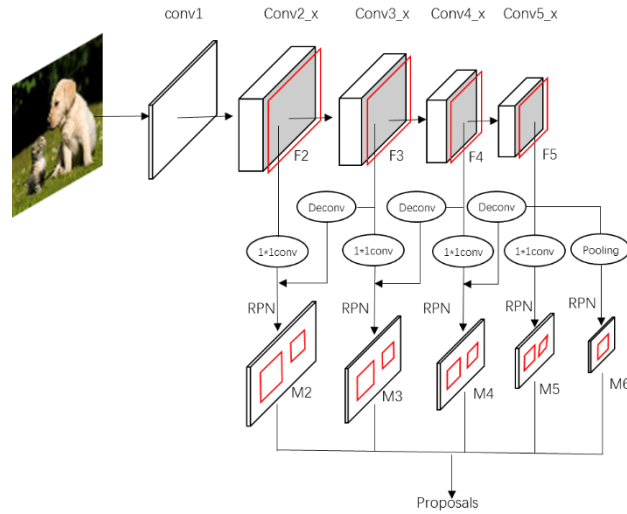 conv1 Conv2_x Conv3_x Conv4_x Conv5_x
F2 F3 F4 F5
Deconv Deconv Deconv
1*1conv 1*1conv 1*1conv 1*1conv Pooling
RPN RPN RPN RPN RPN
M2 M3 M4 M5 M6
Proposals